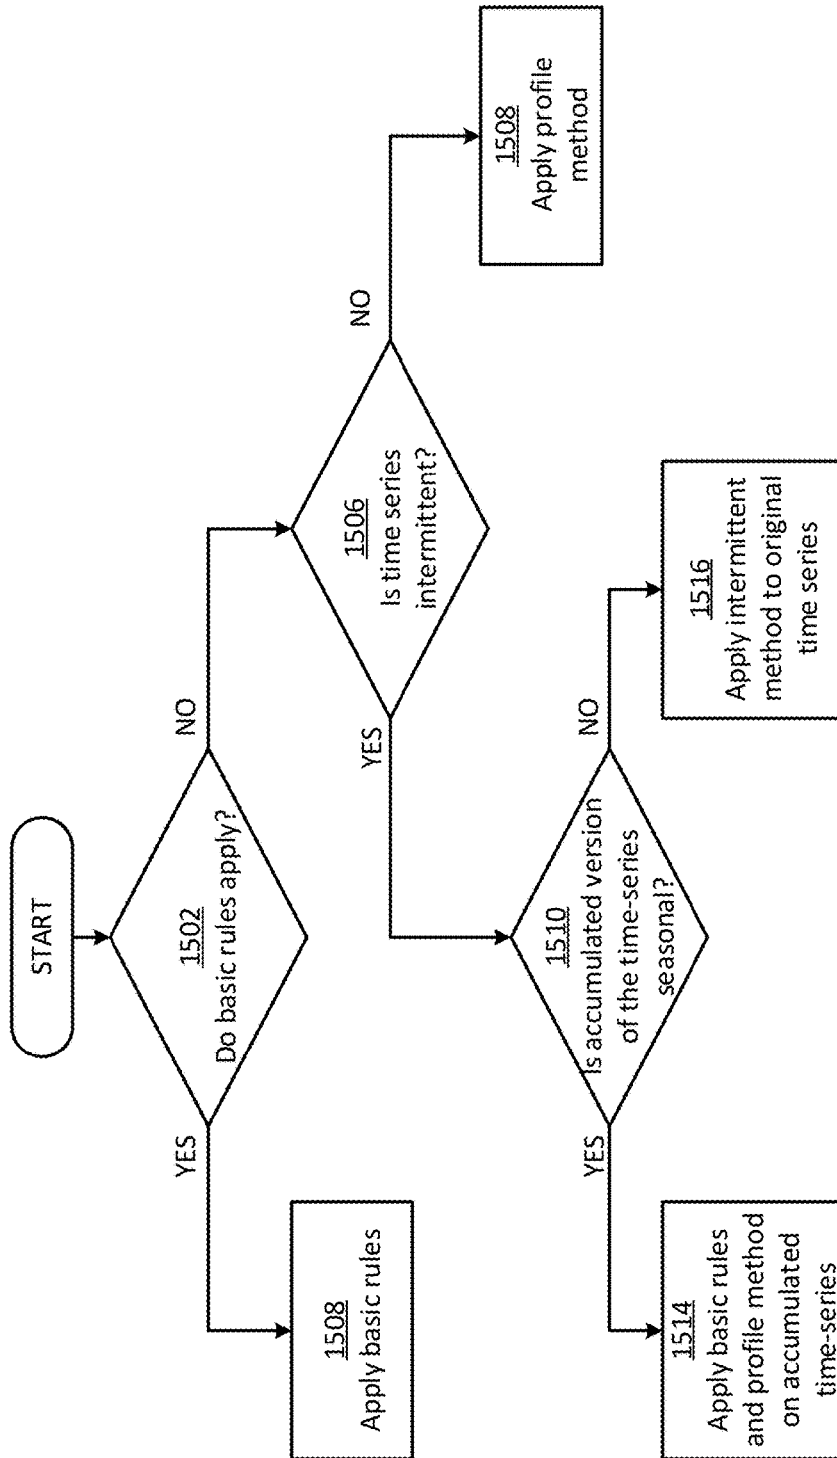 START
1502
Do basic rules apply?
YES
NO
1508
Apply basic rules
1506
Is time series
intermittent?
YES
NO
1508
Apply profile
method
1510
Is accumulated version
of the time-series
seasonal?
YES
NO
1514
Apply basic rules
and profile method
on accumulated
time-series
1516
Apply intermittent
method to original
time series